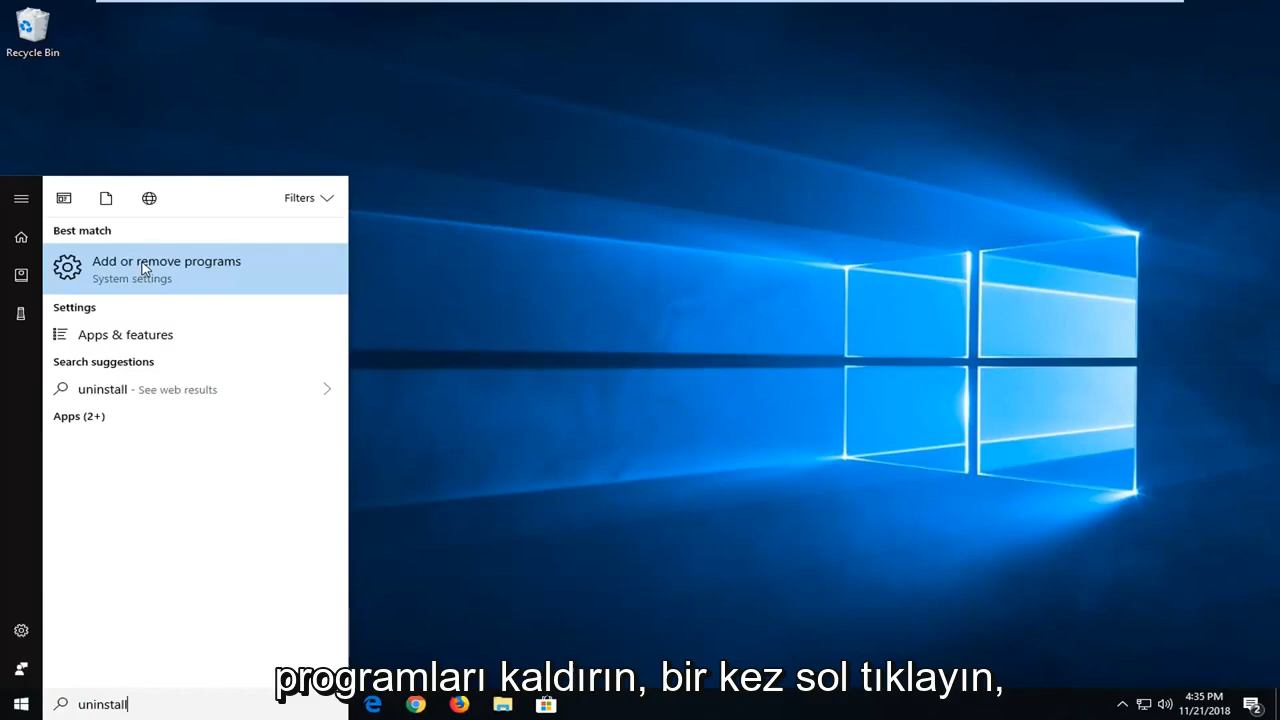 Recycle Bin
Filters
Best match
Add or remove programs
System settings
Settings
Apps & features
Search suggestions
uninstall - See web results
Apps (2+)
programları kaldırın, bir kez sol tıklayın,
uninstall
4:35 PM
11/21/2018
2